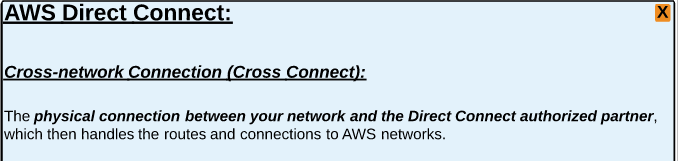 AWS Direct Connect:
X
Cross-network Connection (Cross Connect):
The physical connection between your network and the Direct Connect authorized partner,
which then handles the routes and connections to AWS networks.